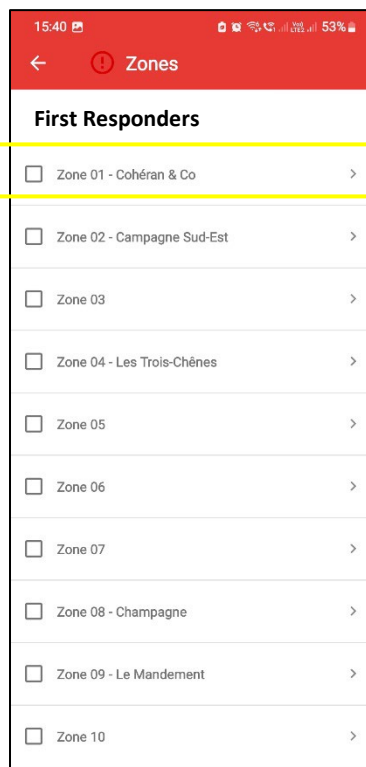 15:40 53%
Zones
First Responders
Zone 01 - Cohéran & Co
Zone 02 - Campagne Sud-Est
Zone 03
Zone 04 - Les Trois-Chênes
Zone 05
Zone 06
Zone 07
Zone 08 - Champagne
Zone 09 - Le Mandement
Zone 10